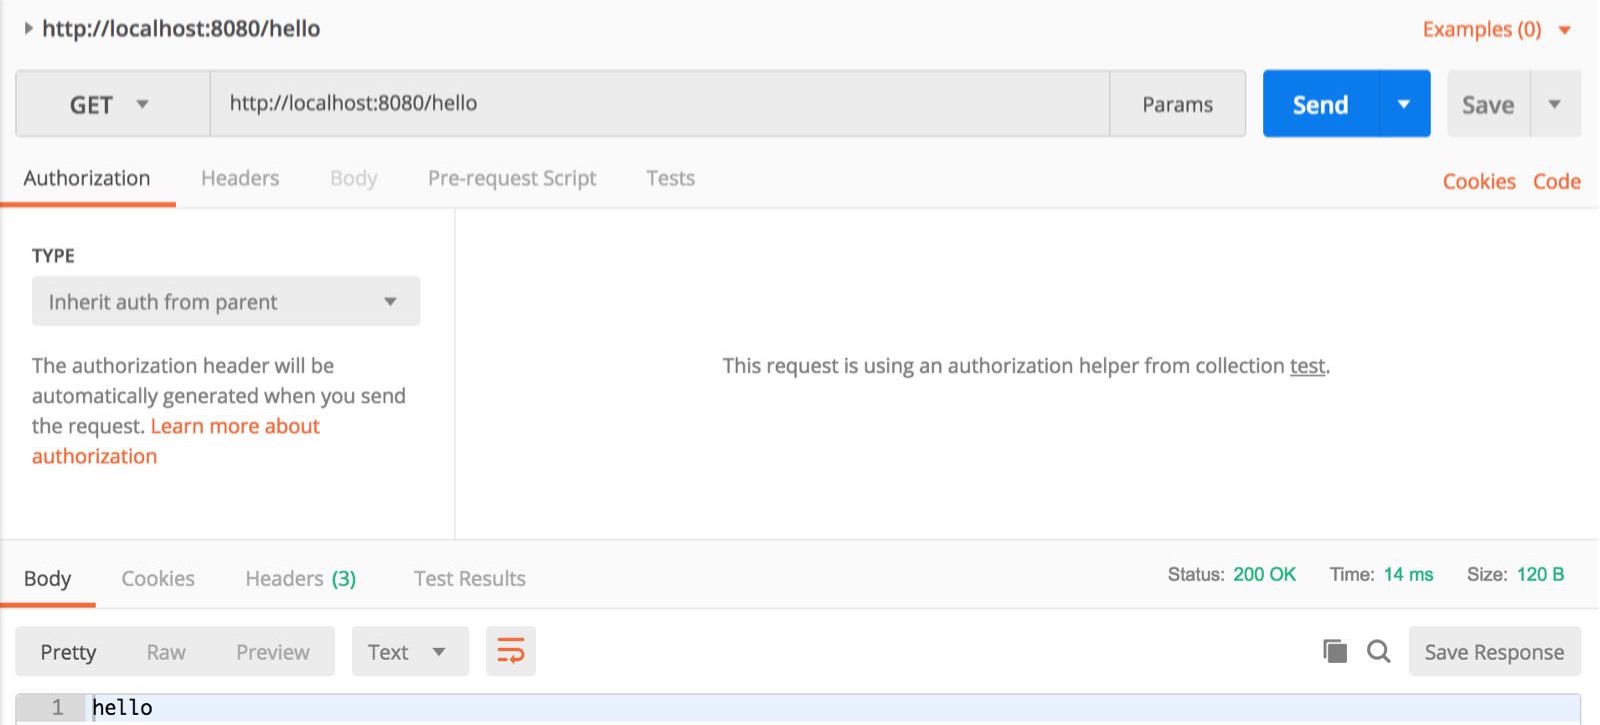 http://localhost:8080/hello Examples (0)
GET http://localhost:8080/hello Params Send Save
Authorization Headers Body Pre-request Script Tests Cookies Code
TYPE
Inherit auth from parent
The authorization header will be
automatically generated when you send
the request. Learn more about
authorization
This request is using an authorization helper from collection test.
Body Cookies Headers (3) Test Results Status: 200 OK Time: 14 ms Size: 120 B
Pretty Raw Preview Text Save Response
1 hello